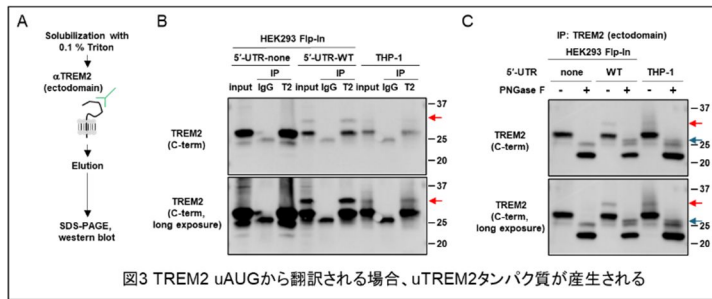 A
Solubilization with
0.1 % Triton
αTREM2
(ectodomain)
Elution
SDS-PAGE,
western blot
B
HEK293 Flp-In
5′-UTR-none 5′-UTR-WT THP-1
IP IP IP
input IgG T2 input IgG T2 input IgG T2
TREM2
(C-term)
37
25
20
TREM2
(C-term,
long exposure)
37
25
20
C
IP: TREM2 (ectodomain)
HEK293 Flp-In
5′-UTR none WT THP-1
PNGase F - + - + - +
TREM2
(C-term)
37
25
20
TREM2
(C-term,
long exposure)
37
25
20
図3 TREM2 uAUGから翻訳される場合、uTREM2タンパク質が産生される